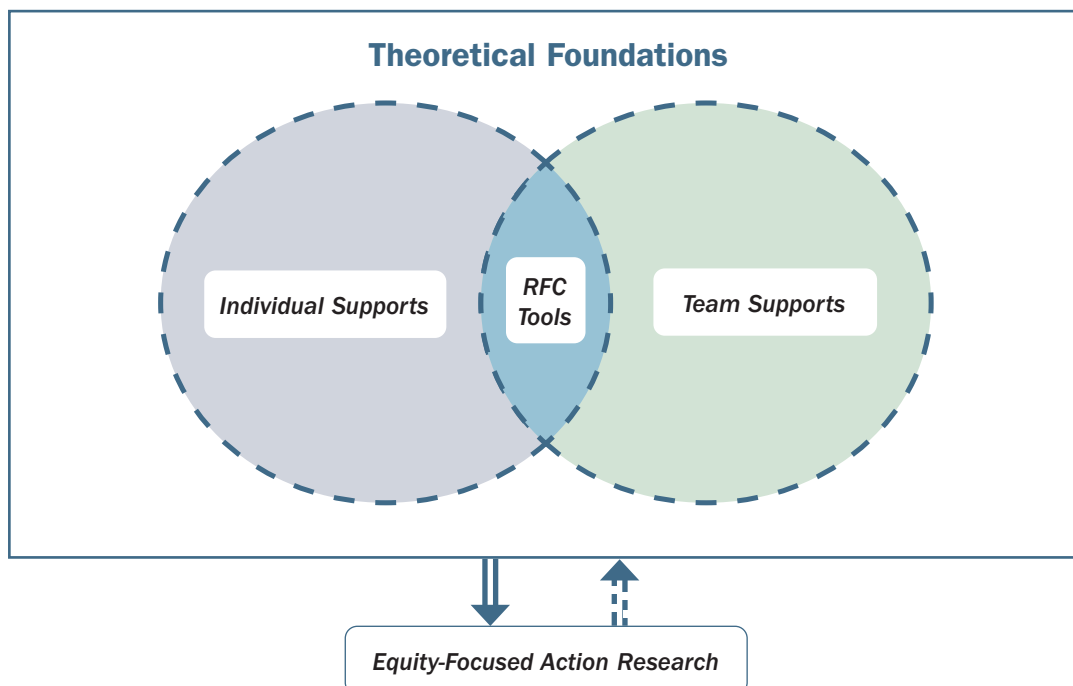 Theoretical Foundations
Individual Supports
RFC
Tools
Team Supports
Equity-Focused Action Research